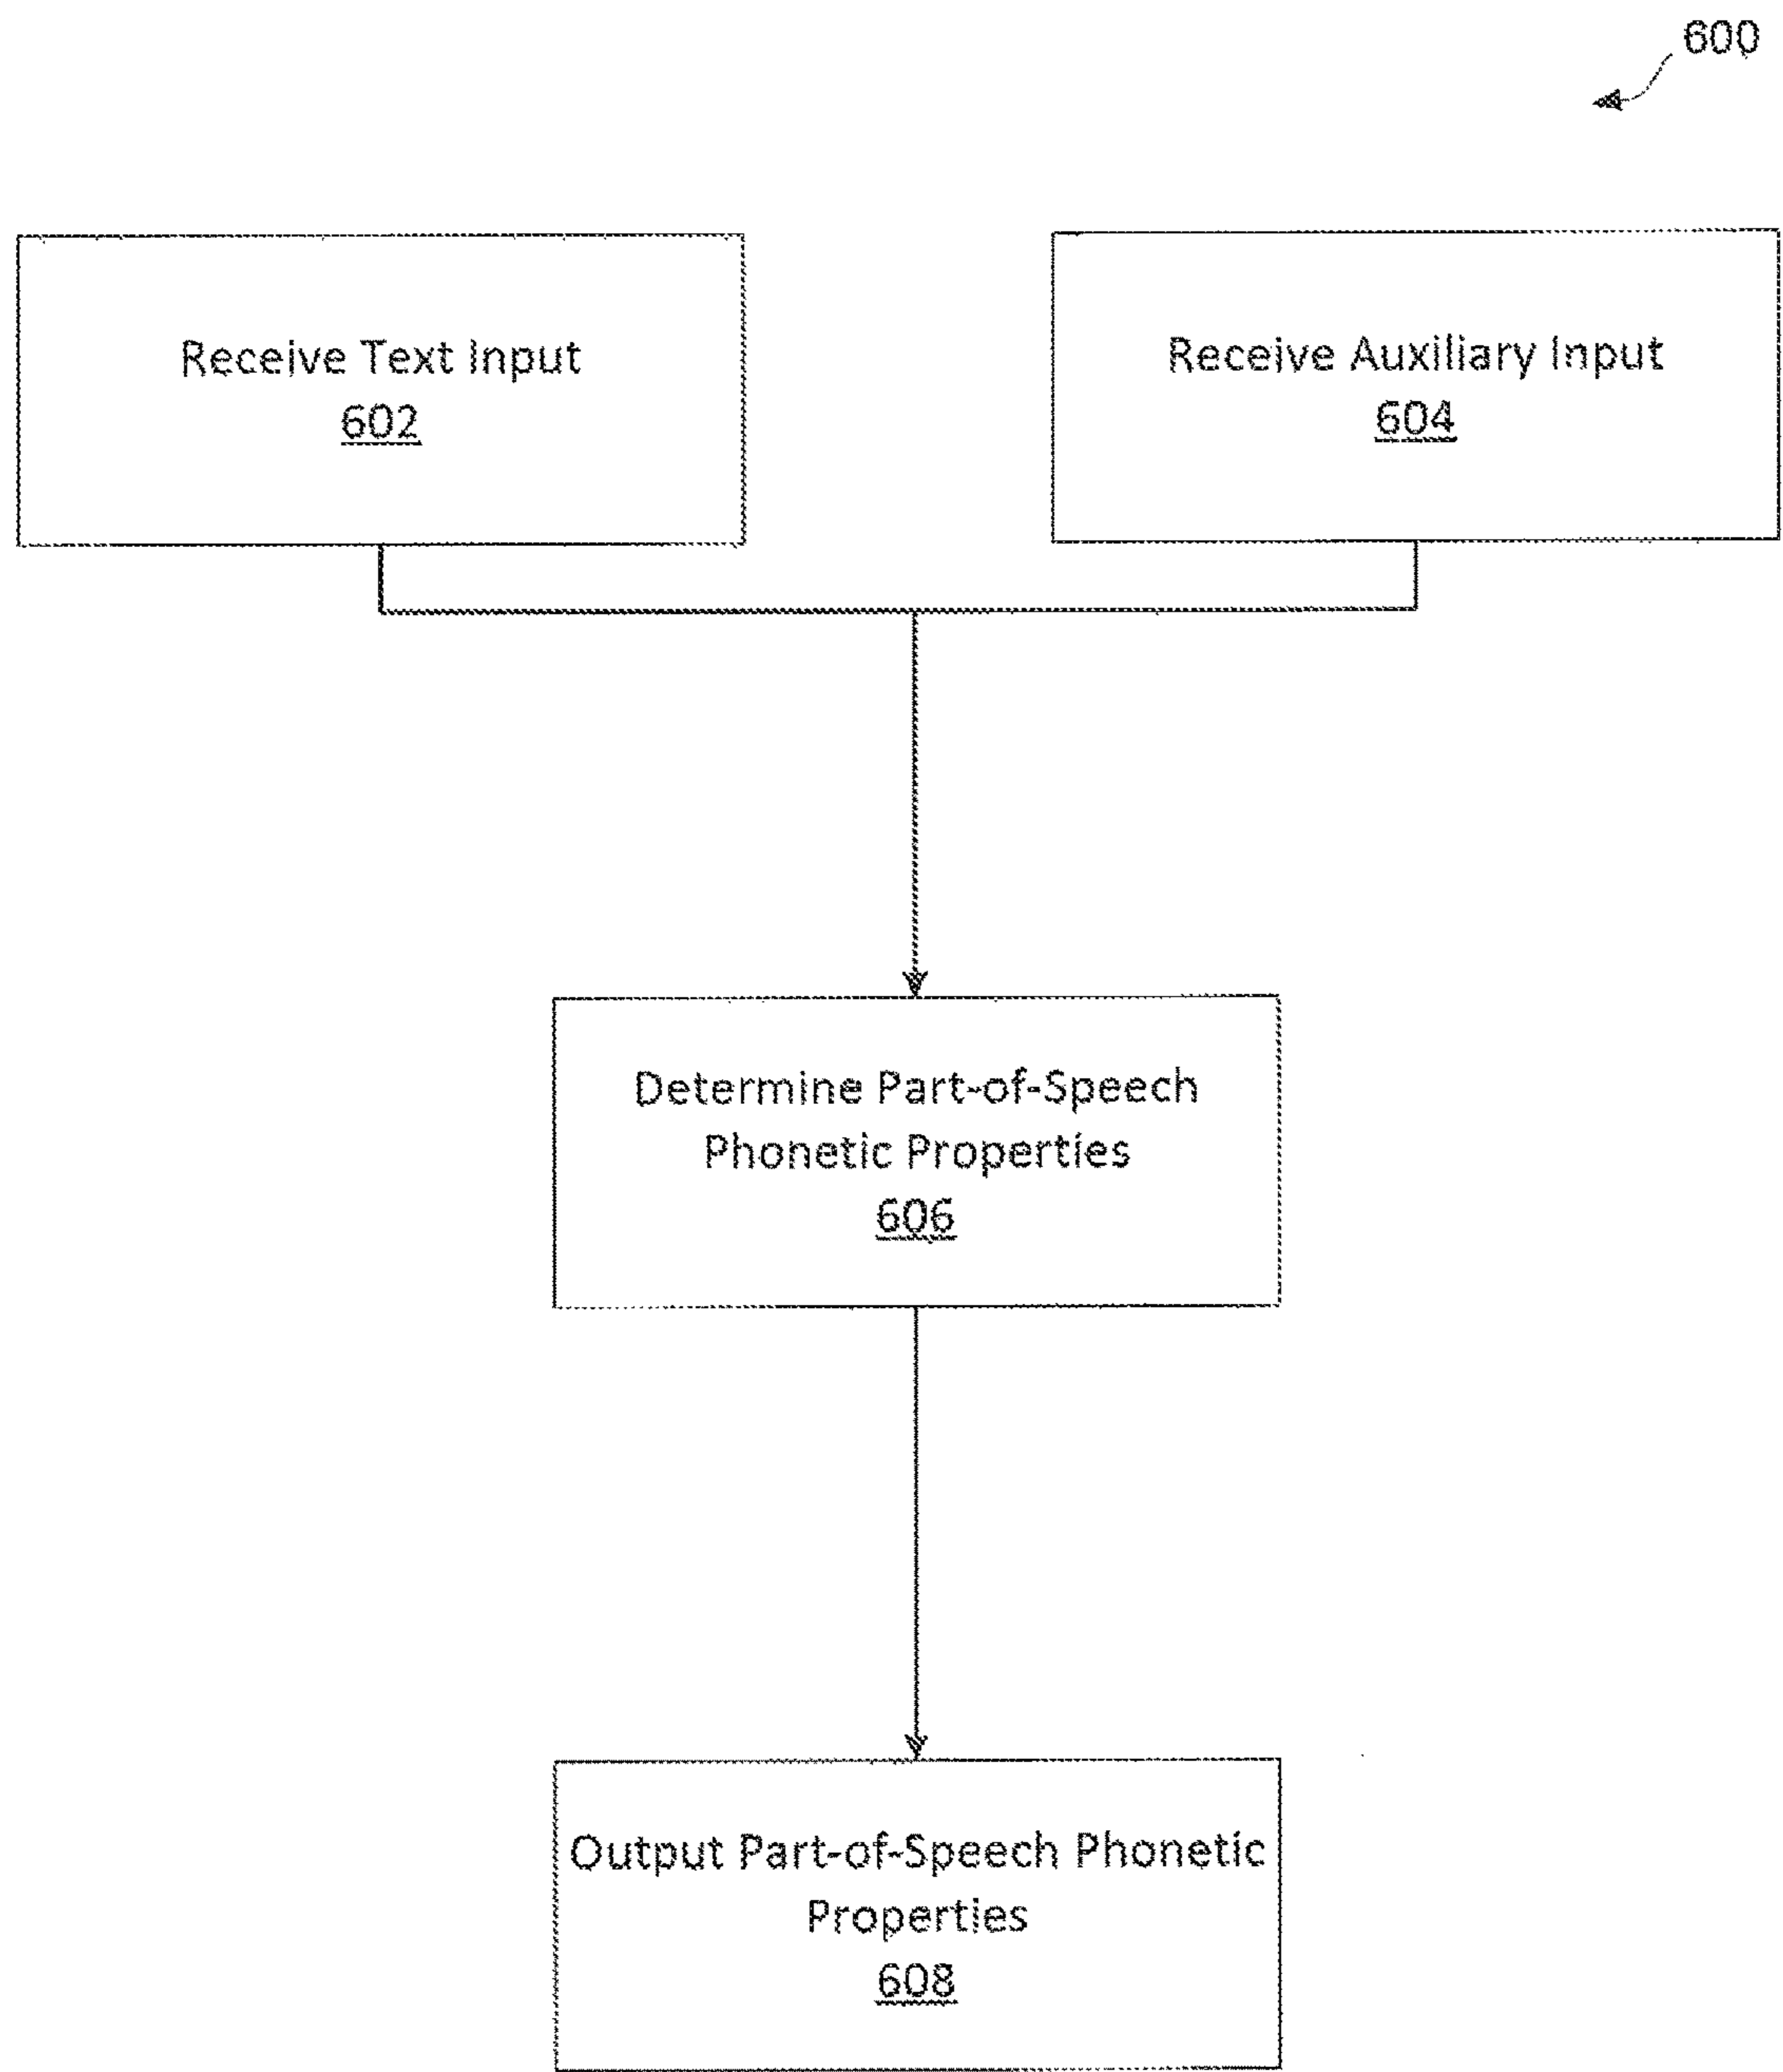 600
Receive Text Input
602
Receive Auxiliary Input
604
Determine Part-of-Speech
Phonetic Properties
606
Output Part-of-Speech Phonetic
Properties
608